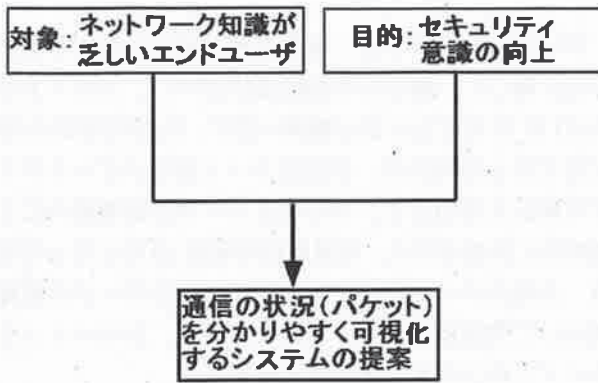 対象: ネットワーク知識が
乏しいエンドユーザ
目的: セキュリティ
意識の向上
通信の状況(パケット)
を分かりやすく可視化
するシステムの提案